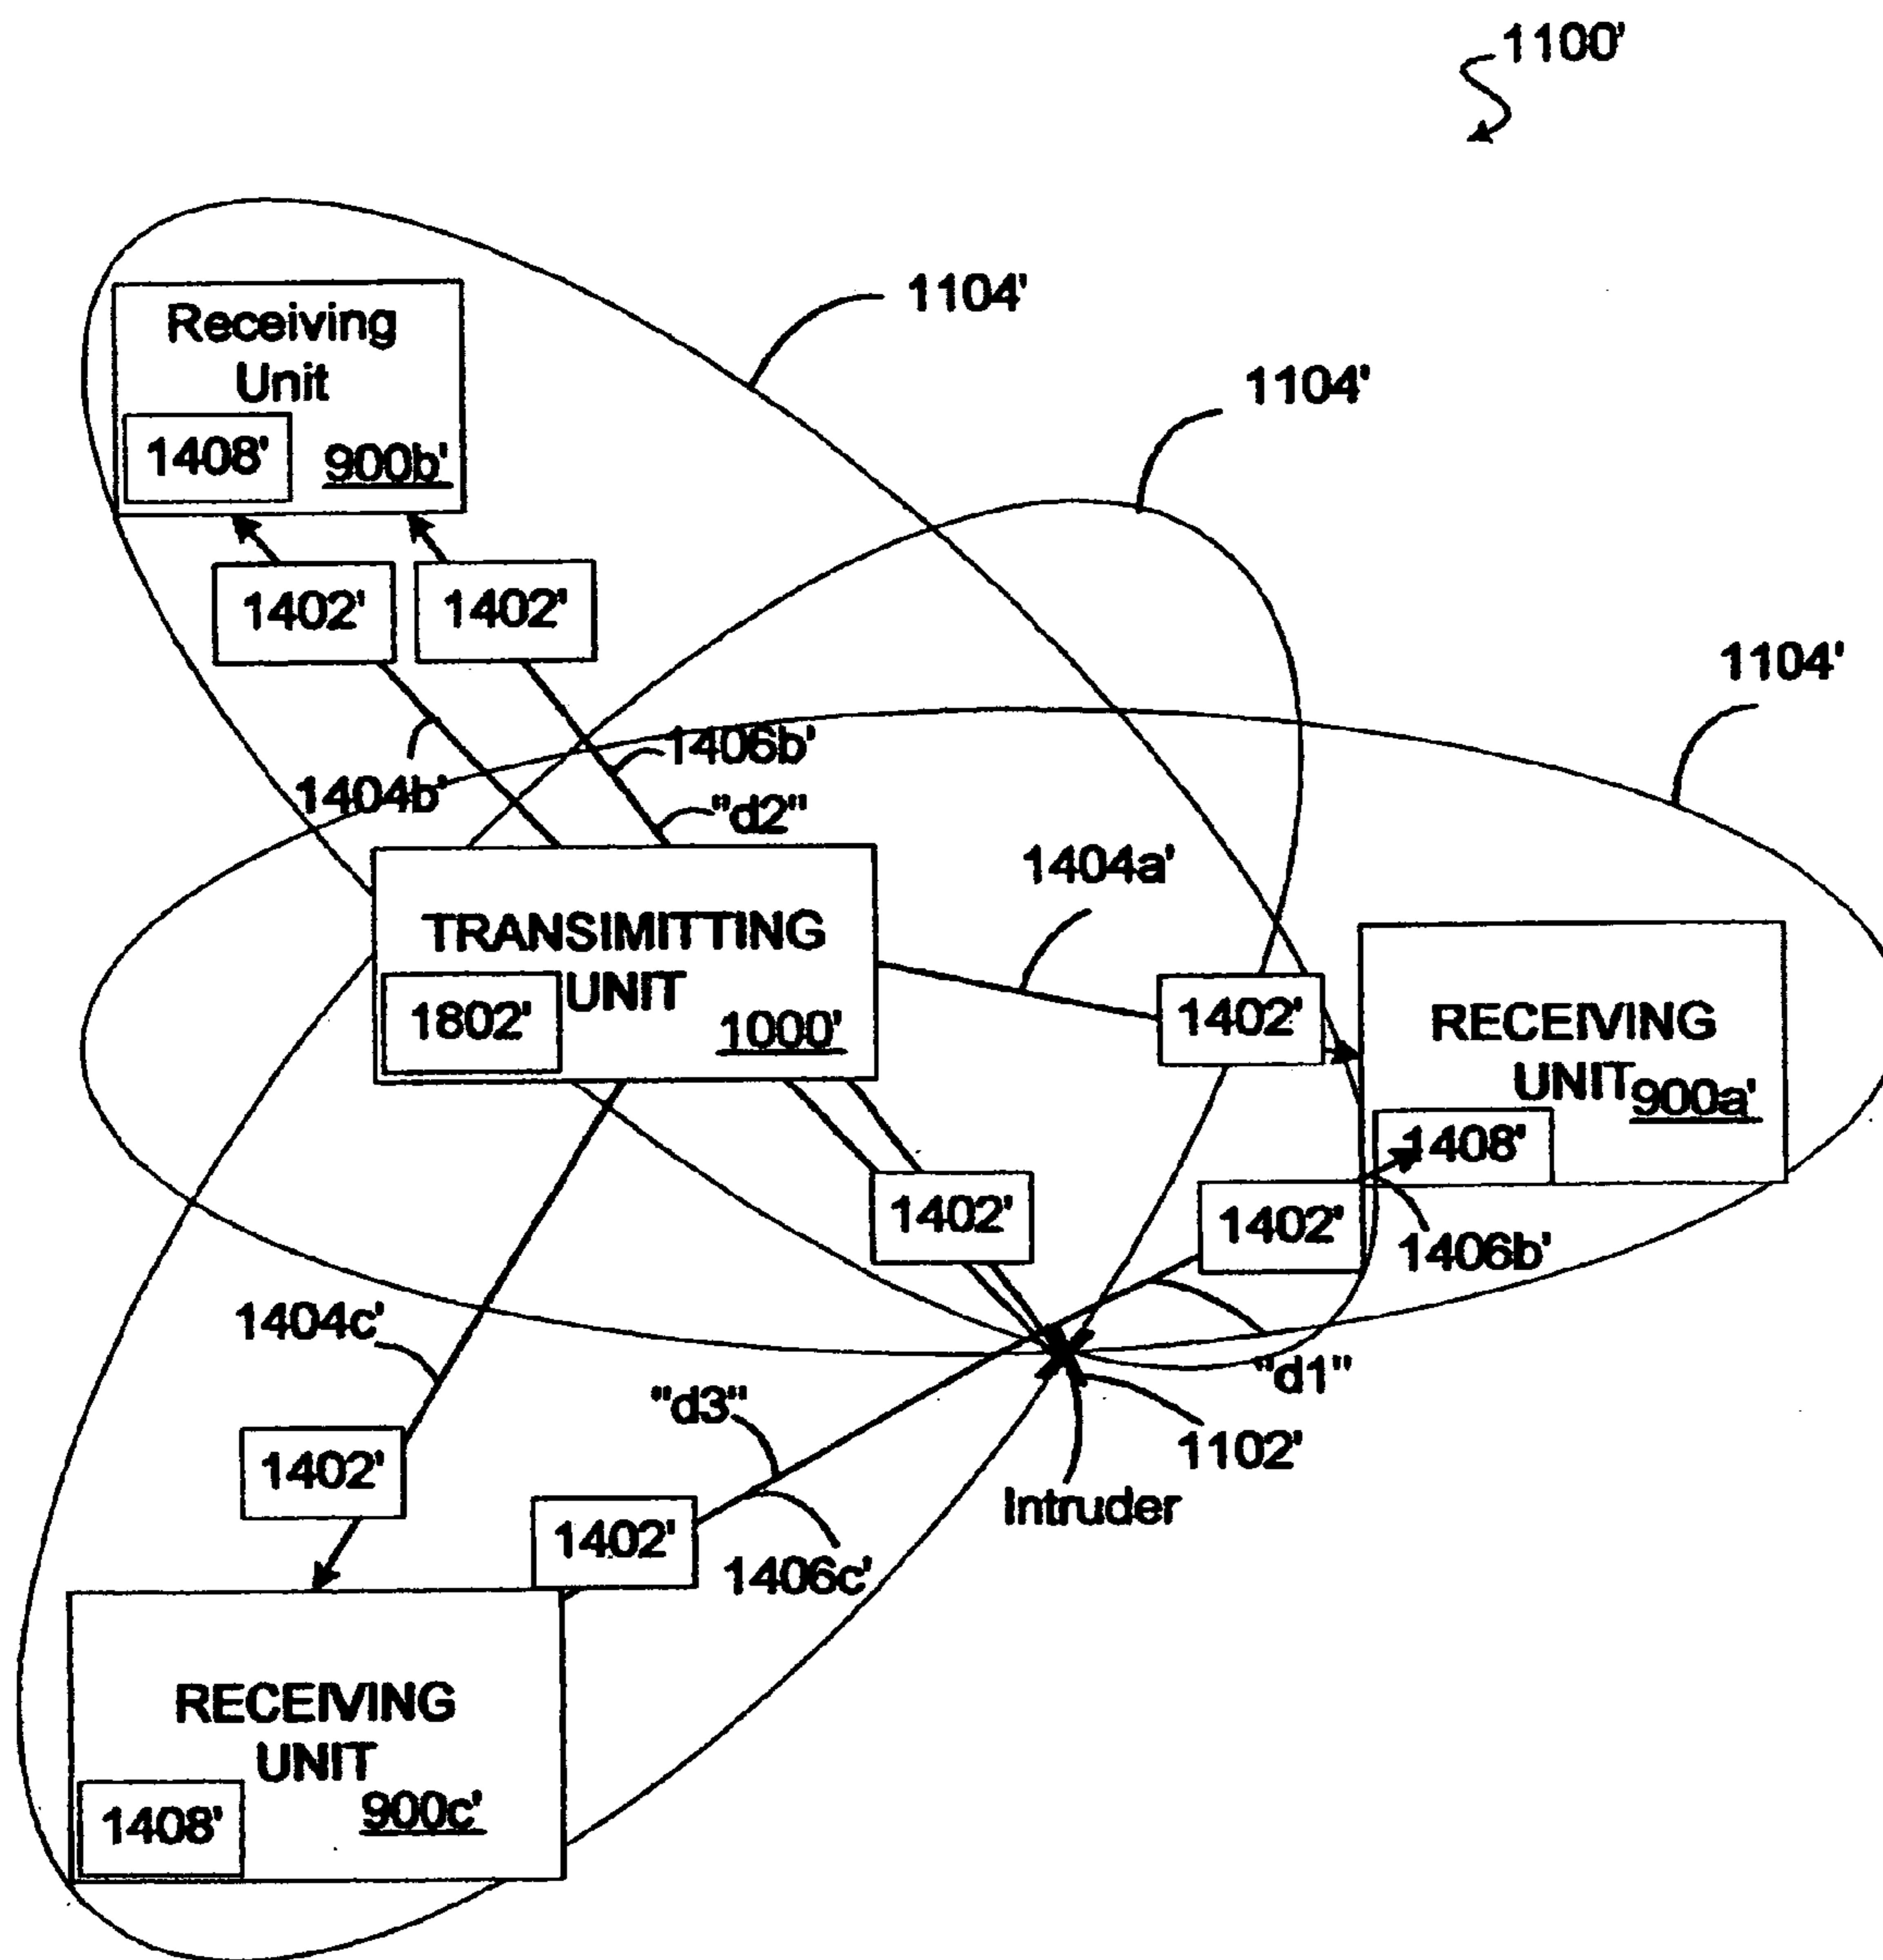 1100'
1104'
Receiving
Unit
1408' 900b'
1104'
1402' 1402'
1104'
1406b'
1404b'
"d2"
1404a'
TRANSIMITTING
UNIT
1802' 1000'
1402'
RECEIVING
UNIT 900a'
1408'
1402'
1402'
1406b'
1404c'
"d1"
"d3"
1102'
1402'
Intruder
1402'
1406c'
RECEIVING
UNIT
1408' 900c'